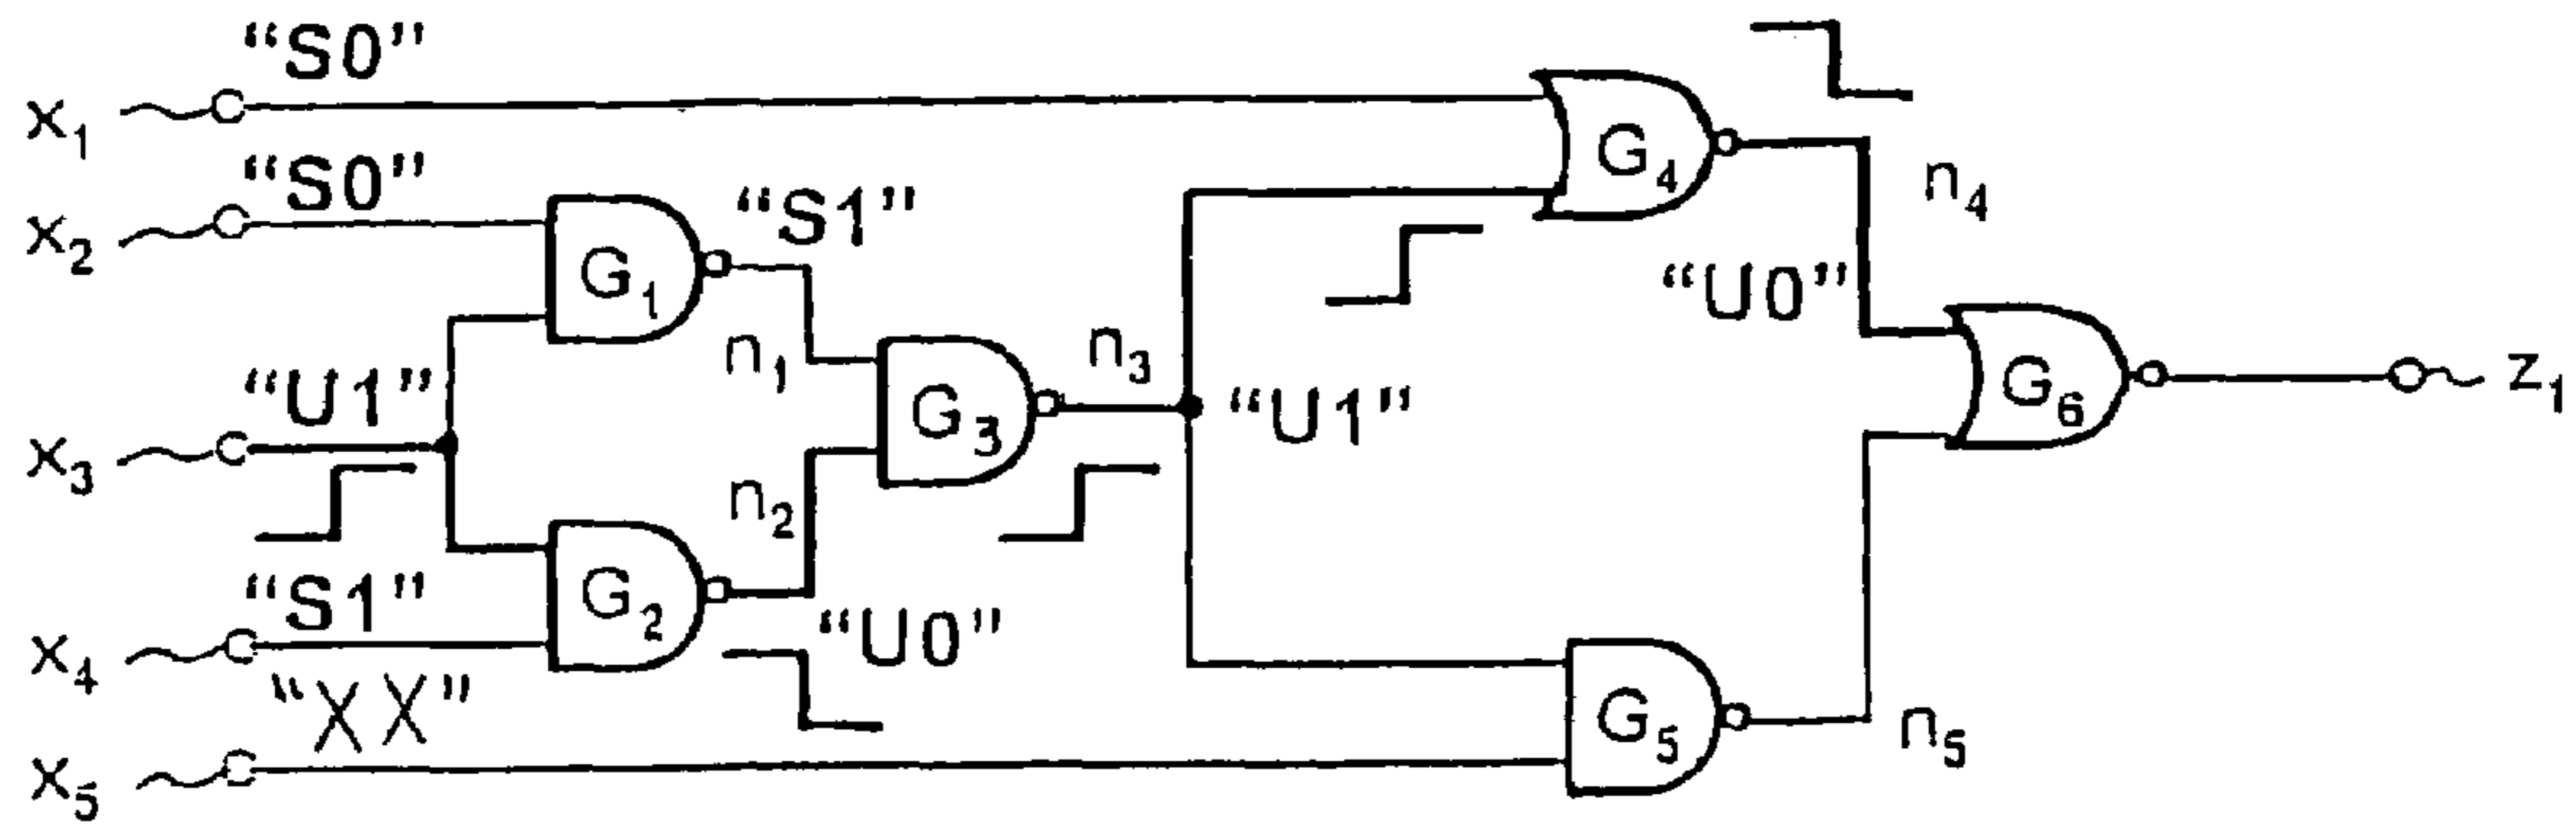 "S0"
x1
"S0"
x2
G1
"S1"
n1
"U1"
x3
G3
n3
"U1"
n2
"S1"
G2
"U0"
x4
"XX"
x5
G4
n4
"U0"
G6
z1
G5
n5